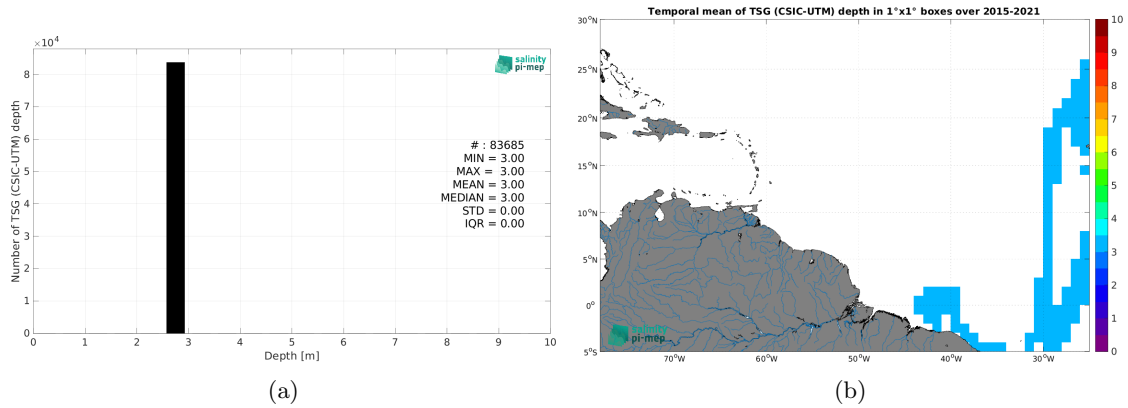 ×10⁴
8
7
6
5
4
3
2
1
0
Number of TSG (CSIC-UTM) depth
salinity
pi-mep
# : 83685
MIN = 3.00
MAX = 3.00
MEAN = 3.00
MEDIAN = 3.00
STD = 0.00
IQR = 0.00
0 1 2 3 4 5 6 7 8 9 10
Depth [m]
(a)
Temporal mean of TSG (CSIC-UTM) depth in 1°x1° boxes over 2015-2021
30°N
25°N
20°N
15°N
10°N
5°N
0°
5°S
salinity
pi-mep
70°W 60°W 50°W 40°W 30°W
10
9
8
7
6
5
4
3
2
1
0
(b)